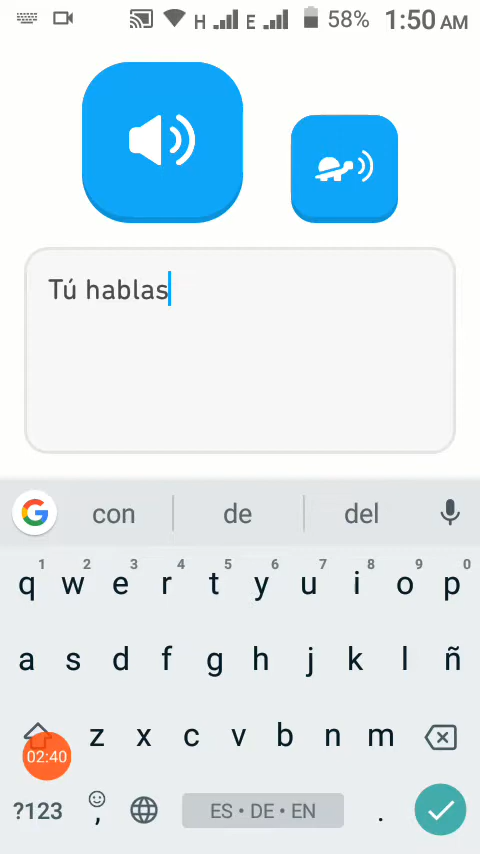 H E 58% 1:50 AM
Tú hablas
con de del
1 2 3 4 5 6 7 8 9 0
q w e r t y u i o p
a s d f g h j k l ñ
z x c v b n m
02:40
?123 , ES • DE • EN .